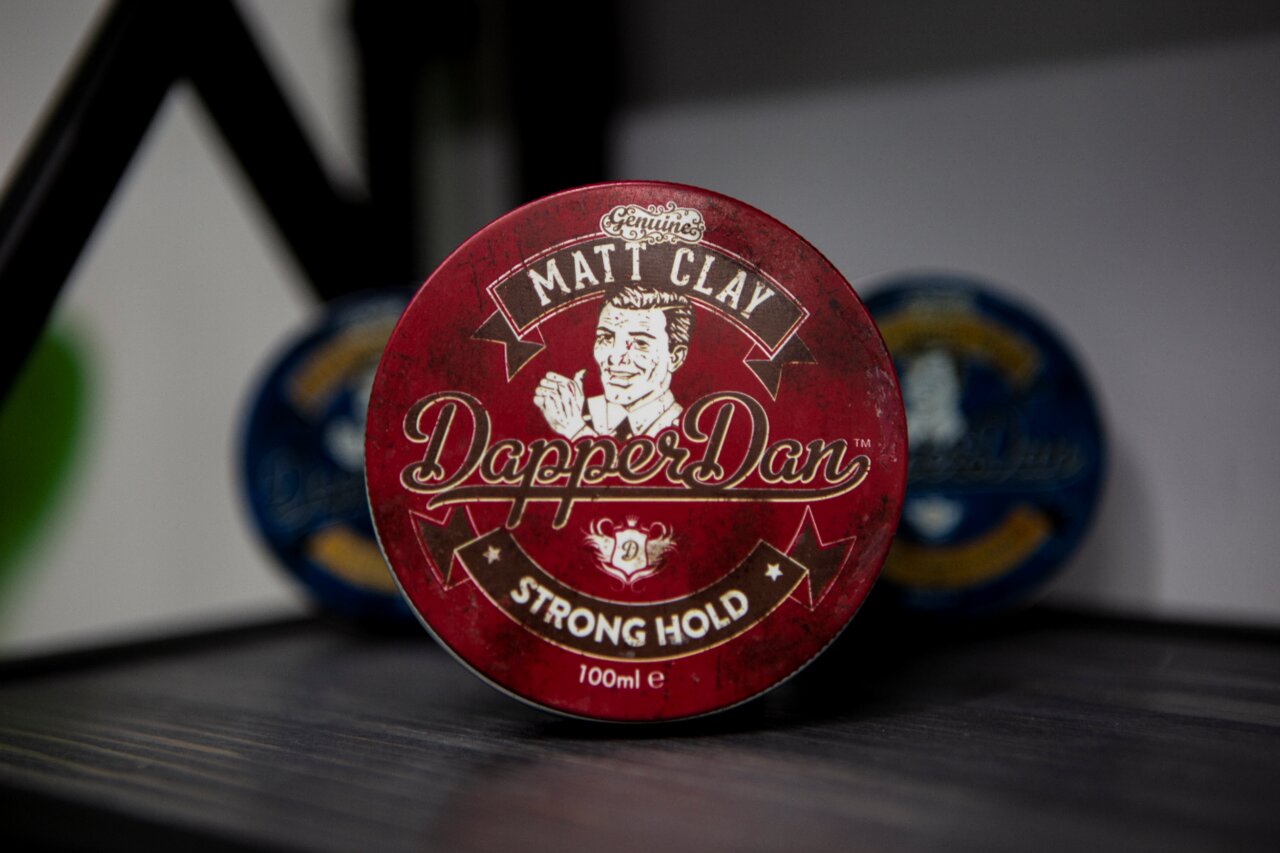 Genuine
MATT CLAY
DapperDan™
D
STRONG HOLD
100ml ℮